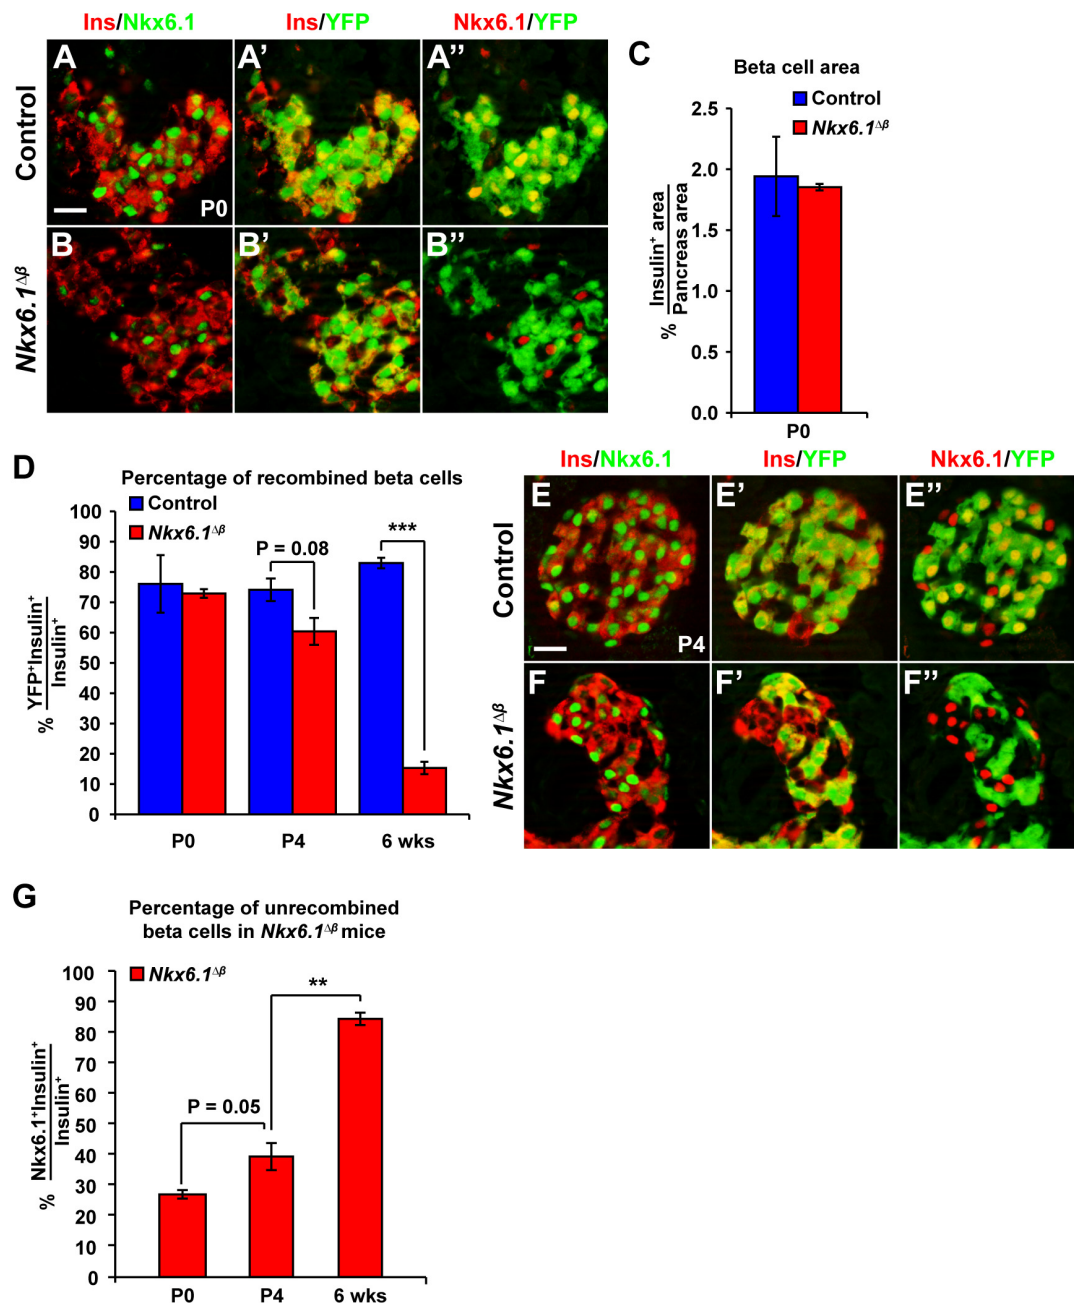 Ins/Nkx6.1
Ins/YFP
Nkx6.1/YFP
Control
A
P0
A’
A’’
Nkx6.1Δβ
B
B’
B’’
C
Beta cell area
Control
Nkx6.1Δβ
% Insulin+ area
Pancreas area
2.5
2.0
1.5
1.0
0.5
0.0
P0
D
Percentage of recombined beta cells
Control
Nkx6.1Δβ
% YFP+Insulin+
Insulin+
100
90
80
70
60
50
40
30
20
10
0
P = 0.08
***
P0
P4
6 wks
Ins/Nkx6.1
Ins/YFP
Nkx6.1/YFP
Control
E
P4
E’
E’’
Nkx6.1Δβ
F
F’
F’’
G
Percentage of unrecombined
beta cells in Nkx6.1Δβ mice
Nkx6.1Δβ
% Nkx6.1+Insulin+
Insulin+
100
90
80
70
60
50
40
30
20
10
0
P = 0.05
**
P0
P4
6 wks